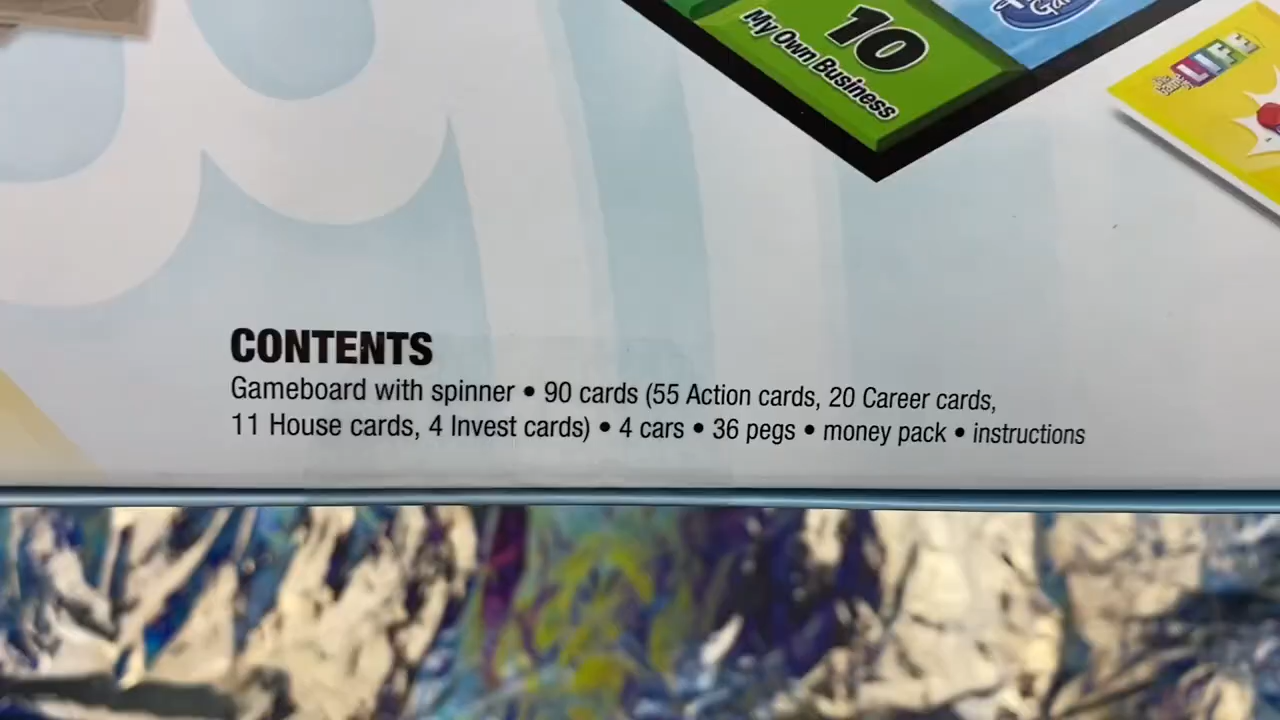 10
My Own Business
LIFE
CONTENTS
Gameboard with spinner • 90 cards (55 Action cards, 20 Career cards,
11 House cards, 4 Invest cards) • 4 cars • 36 pegs • money pack • instructions